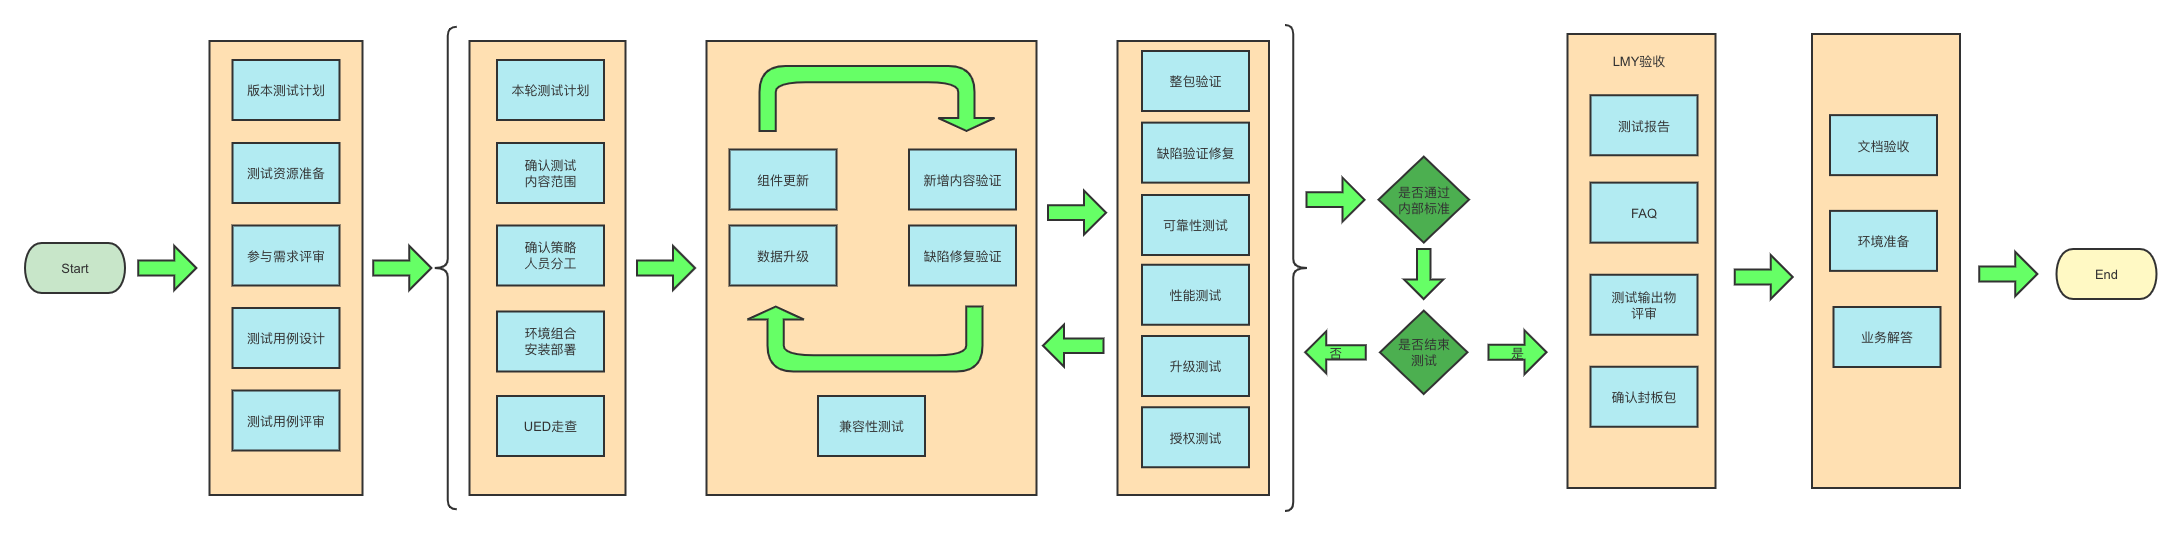 Start
版本测试计划
测试资源准备
参与需求评审
测试用例设计
测试用例评审
本轮测试计划
确认测试
内容范围
确认策略
人员分工
环境组合
安装部署
UED走查
组件更新
新增内容验证
数据升级
缺陷修复验证
兼容性测试
整包验证
缺陷验证修复
可靠性测试
性能测试
升级测试
授权测试
是否通过
内部标准
是否结束
测试
否
是
LMY验收
测试报告
FAQ
测试输出物
评审
确认封板包
文档验收
环境准备
业务解答
End